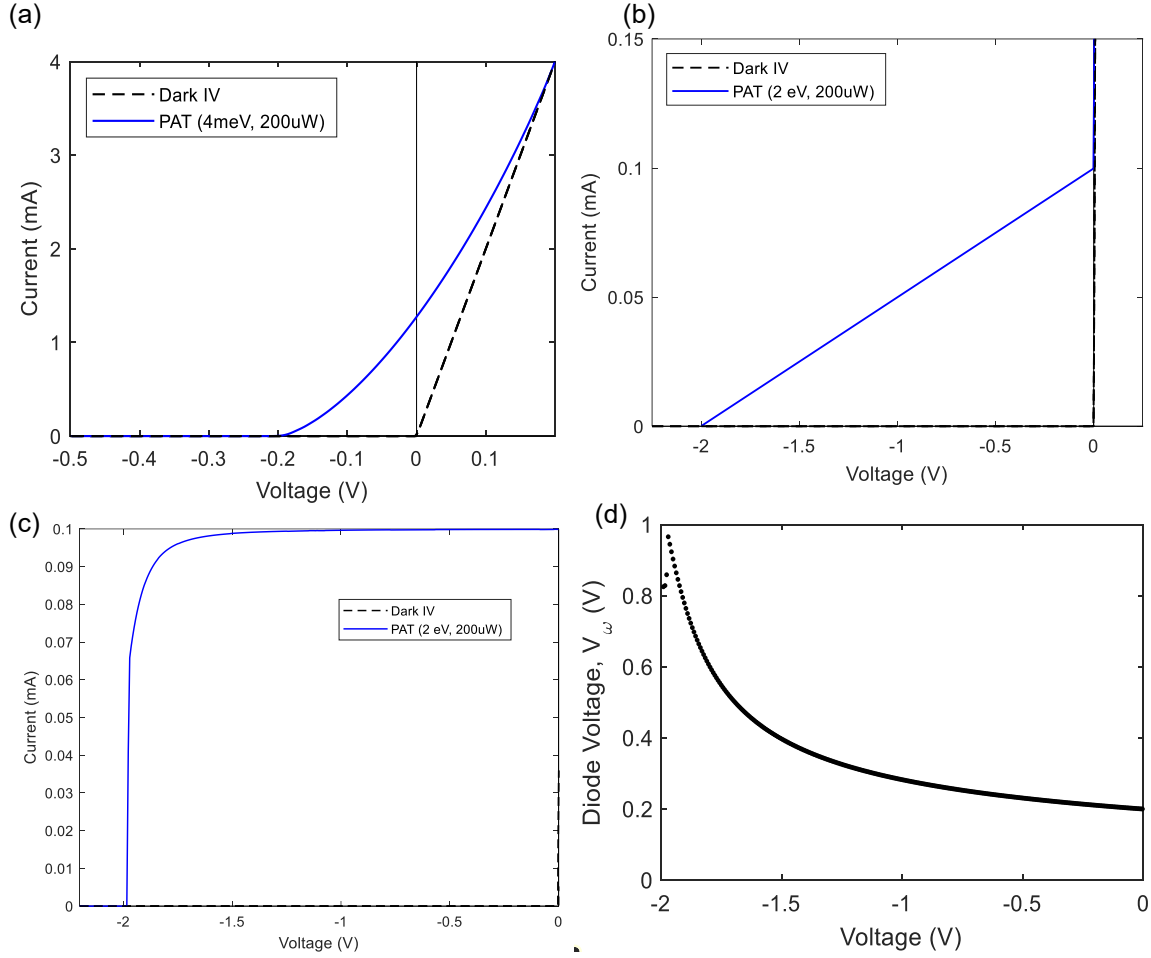 (a)
4
3
2
1
0
Current (mA)
Dark IV
PAT (4meV, 200uW)
-0.5 -0.4 -0.3 -0.2 -0.1 0 0.1
Voltage (V)
(b)
0.15
0.1
0.05
0
Current (mA)
Dark IV
PAT (2 eV, 200uW)
-2 -1.5 -1 -0.5 0
Voltage (V)
(c)
0.1
0.09
0.08
0.07
0.06
0.05
0.04
0.03
0.02
0.01
0
Current (mA)
Dark IV
PAT (2 eV, 200uW)
-2 -1.5 -1 -0.5 0
Voltage (V)
(d)
1
0.8
0.6
0.4
0.2
0
Diode Voltage, V_ω (V)
-2 -1.5 -1 -0.5 0
Voltage (V)